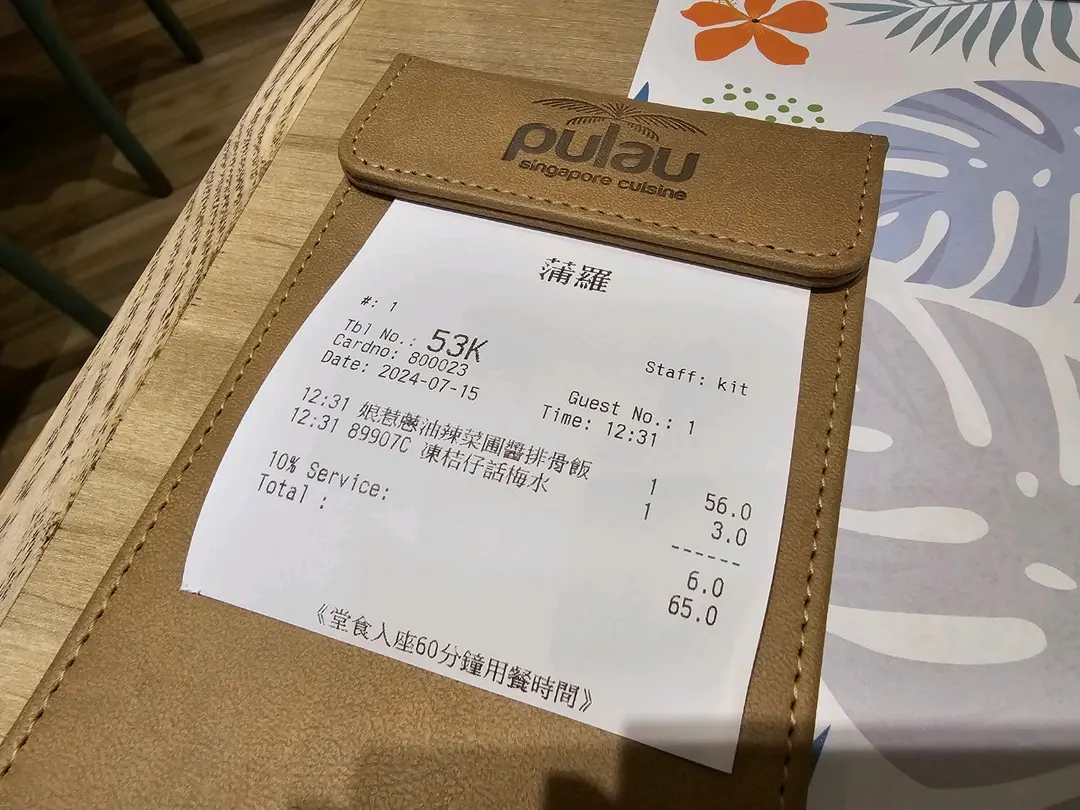 pulau
singapore cuisine
蒲羅
#: 1
Tbl No.: 53K
Staff: kit
Cardno: 800023
Guest No.: 1
Date: 2024-07-15
Time: 12:31
12:31 娘惹蔥油辣菜圃醬排骨飯 1 56.0
12:31 89907C 凍桔仔話梅水 1 3.0
------
10% Service: 6.0
Total : 65.0
《堂食入座60分鐘用餐時間》